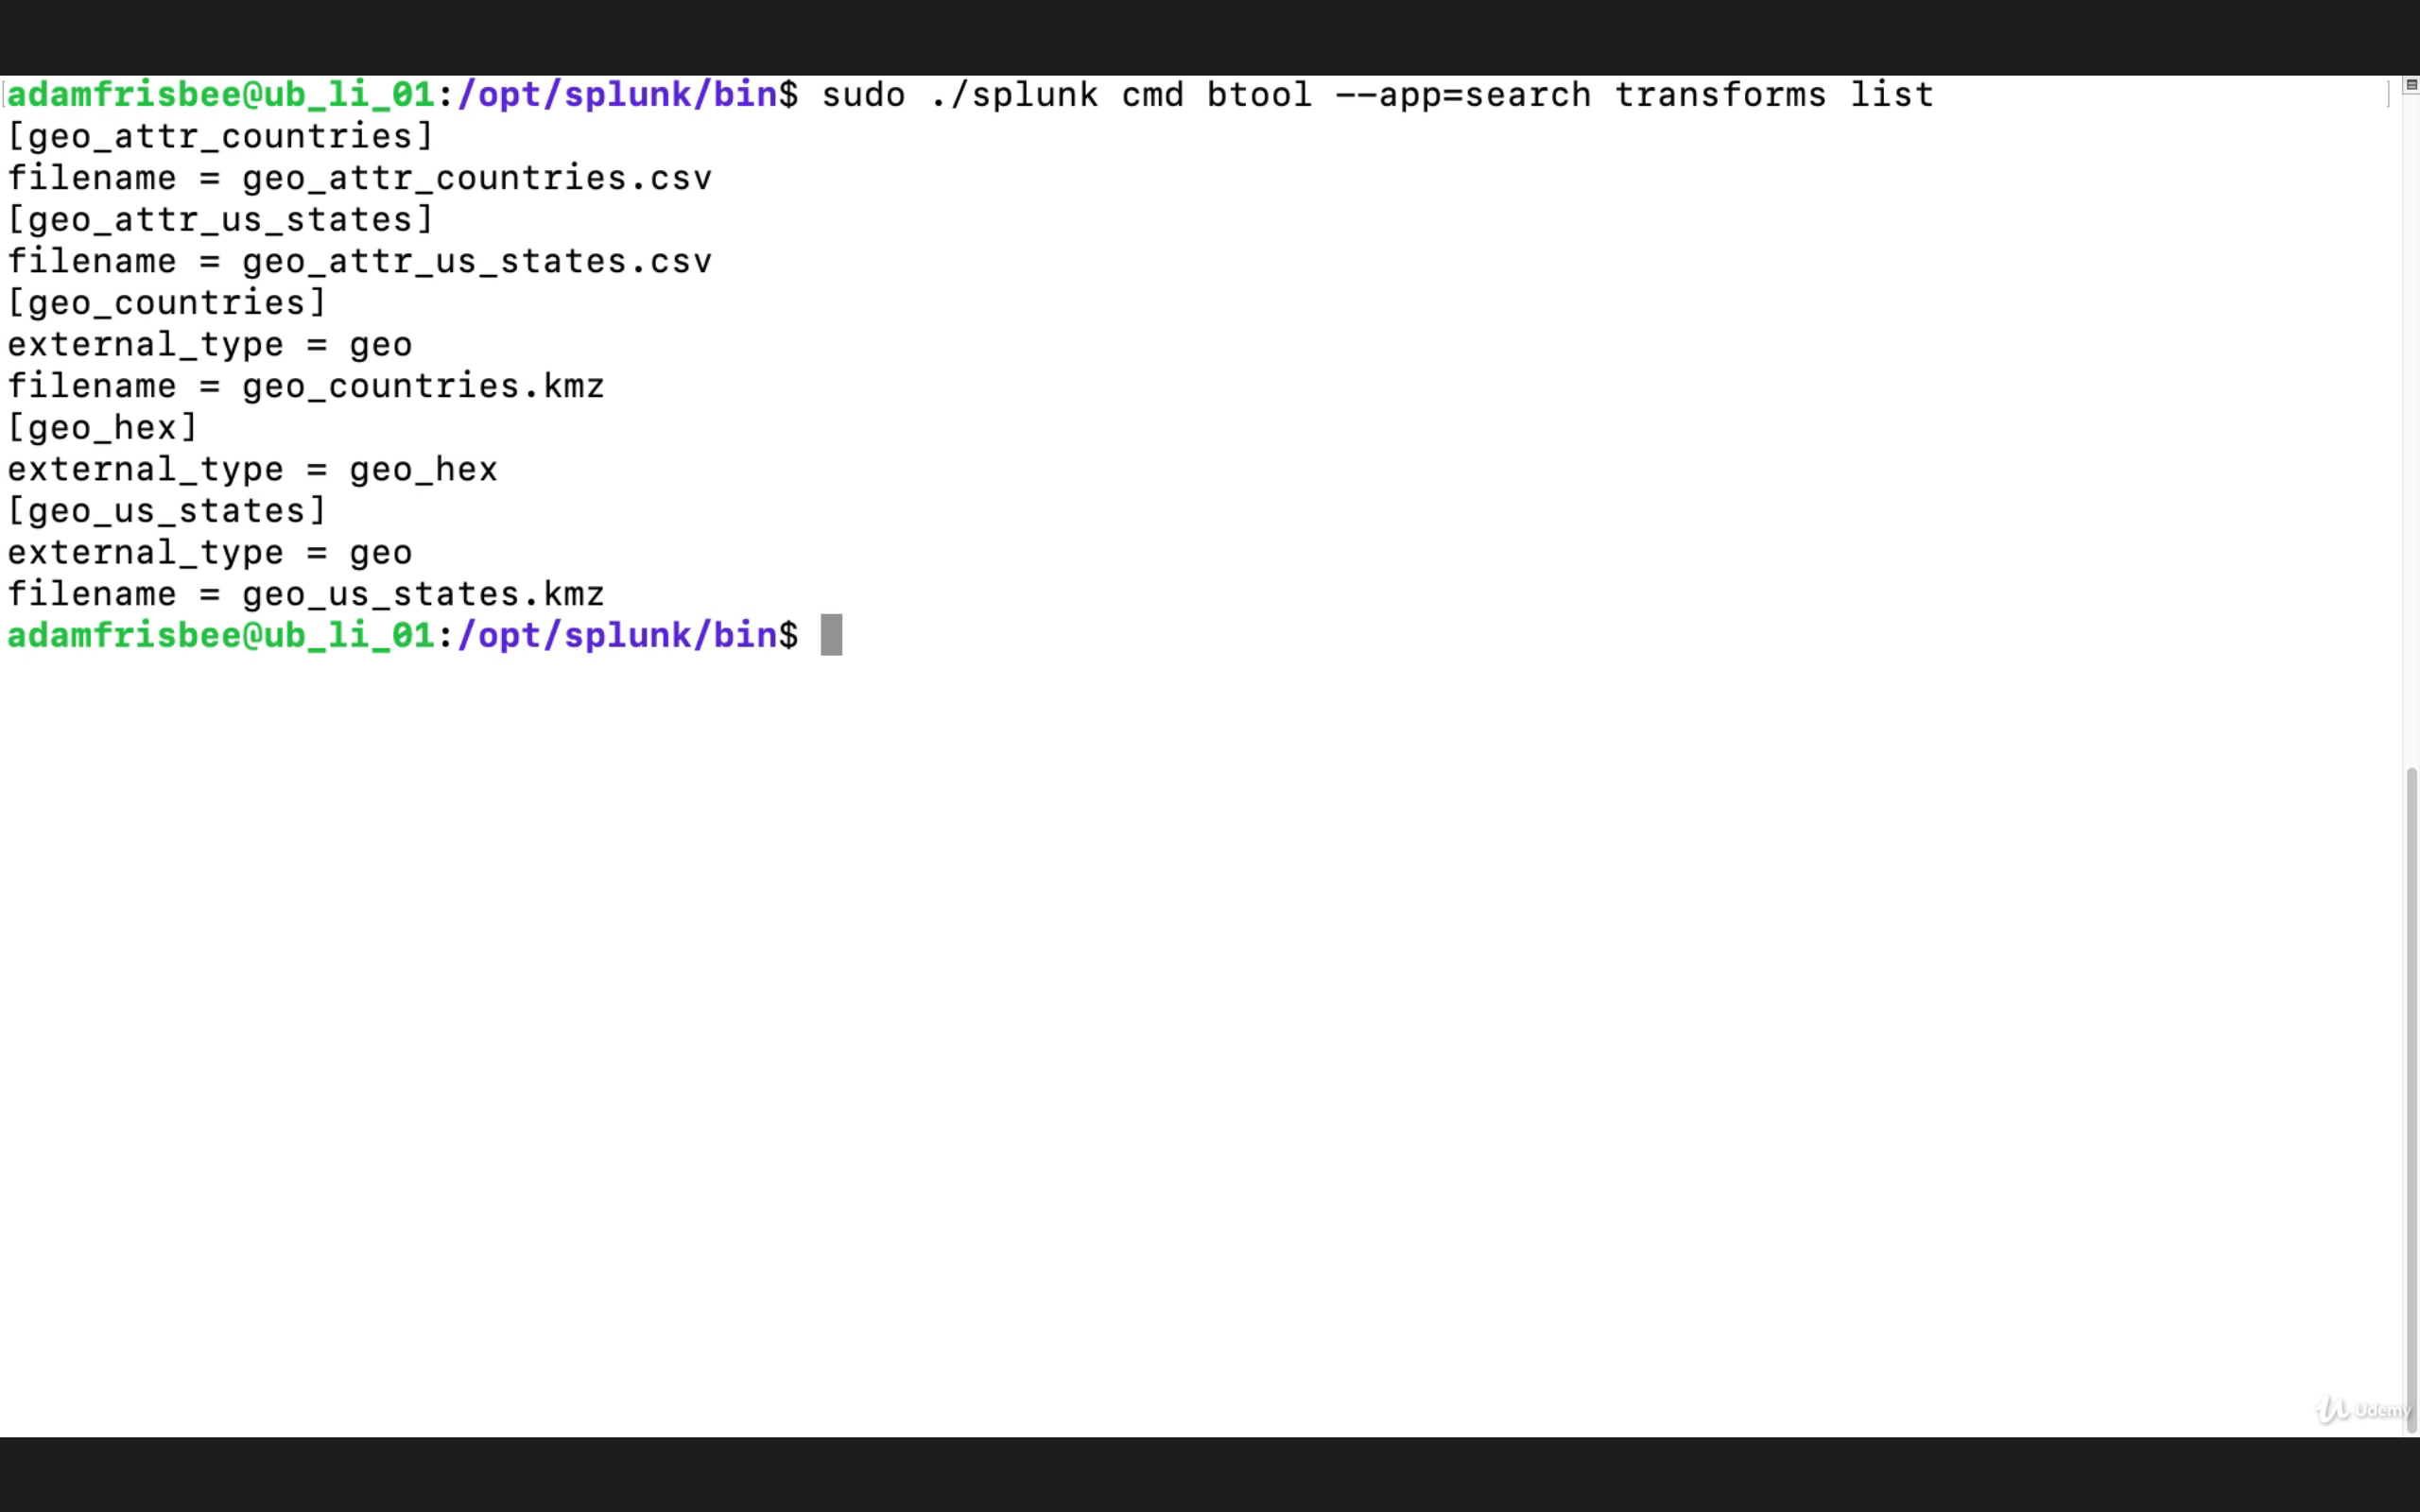 adamfrisbee@ub_li_01:/opt/splunk/bin$ sudo ./splunk cmd btool --app=search transforms list
[geo_attr_countries]
filename = geo_attr_countries.csv
[geo_attr_us_states]
filename = geo_attr_us_states.csv
[geo_countries]
external_type = geo
filename = geo_countries.kmz
[geo_hex]
external_type = geo_hex
[geo_us_states]
external_type = geo
filename = geo_us_states.kmz
adamfrisbee@ub_li_01:/opt/splunk/bin$
Udemy